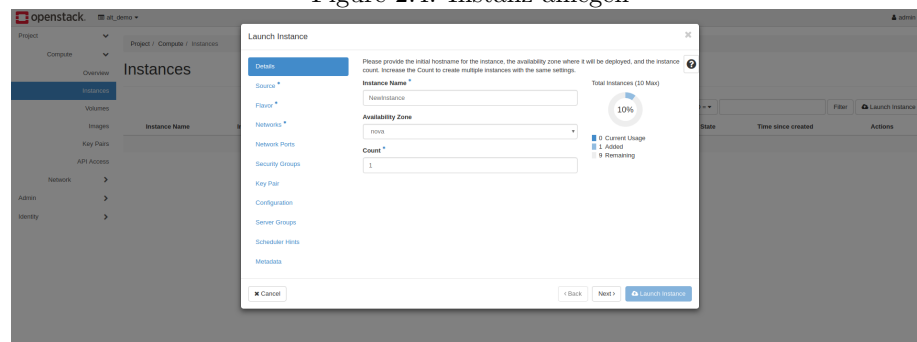 Figure 2.4: Instanz anlegen
openstack.
ait_demo
admin
Project
Compute
Overview
Instances
Volumes
Images
Key Pairs
API Access
Network
Admin
Identity
Project / Compute / Instances
Instances
Filter
Launch Instance
Instance Name
State
Time since created
Actions
Launch Instance
Details
Source *
Flavor *
Networks *
Network Ports
Security Groups
Key Pair
Configuration
Server Groups
Scheduler Hints
Metadata
Please provide the initial hostname for the instance, the availability zone where it will be deployed, and the instance
count. Increase the Count to create multiple instances with the same settings.
Instance Name *
NewInstance
Availability Zone
nova
Count *
1
Total Instances (10 Max)
10%
0 Current Usage
1 Added
9 Remaining
Cancel
Back
Next
Launch Instance